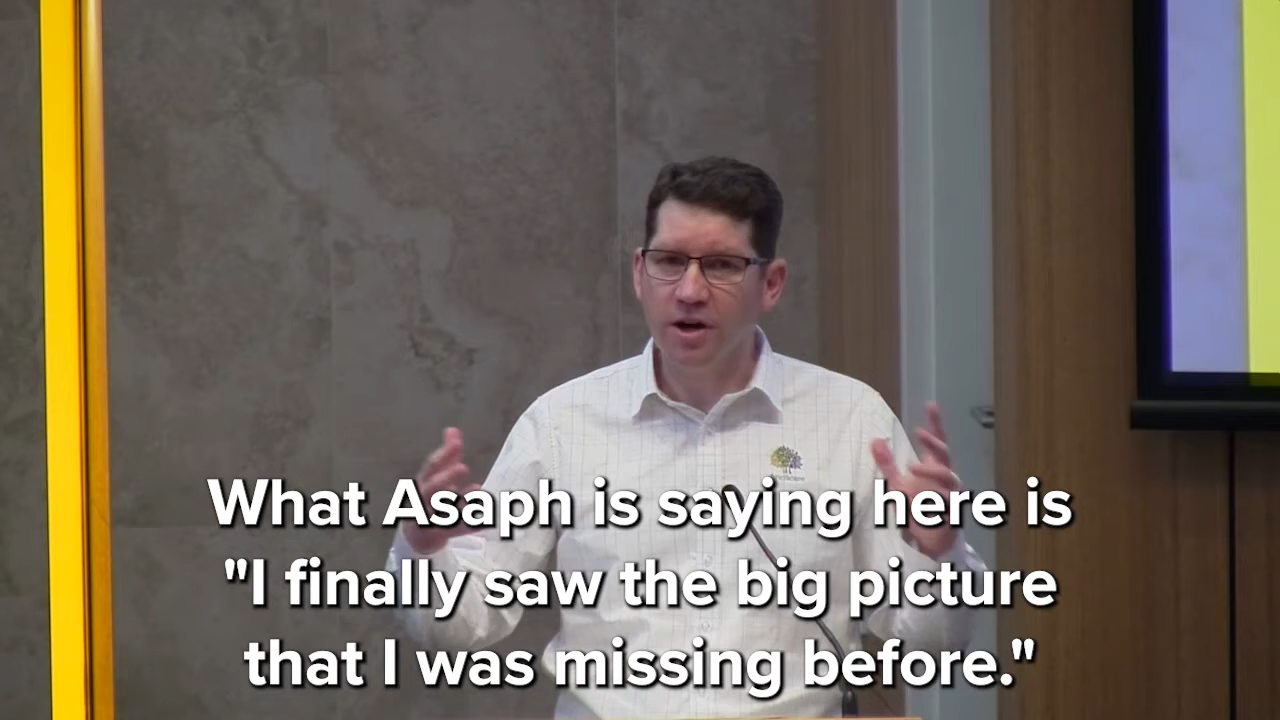 What Asaph is saying here is
"I finally saw the big picture
that I was missing before."